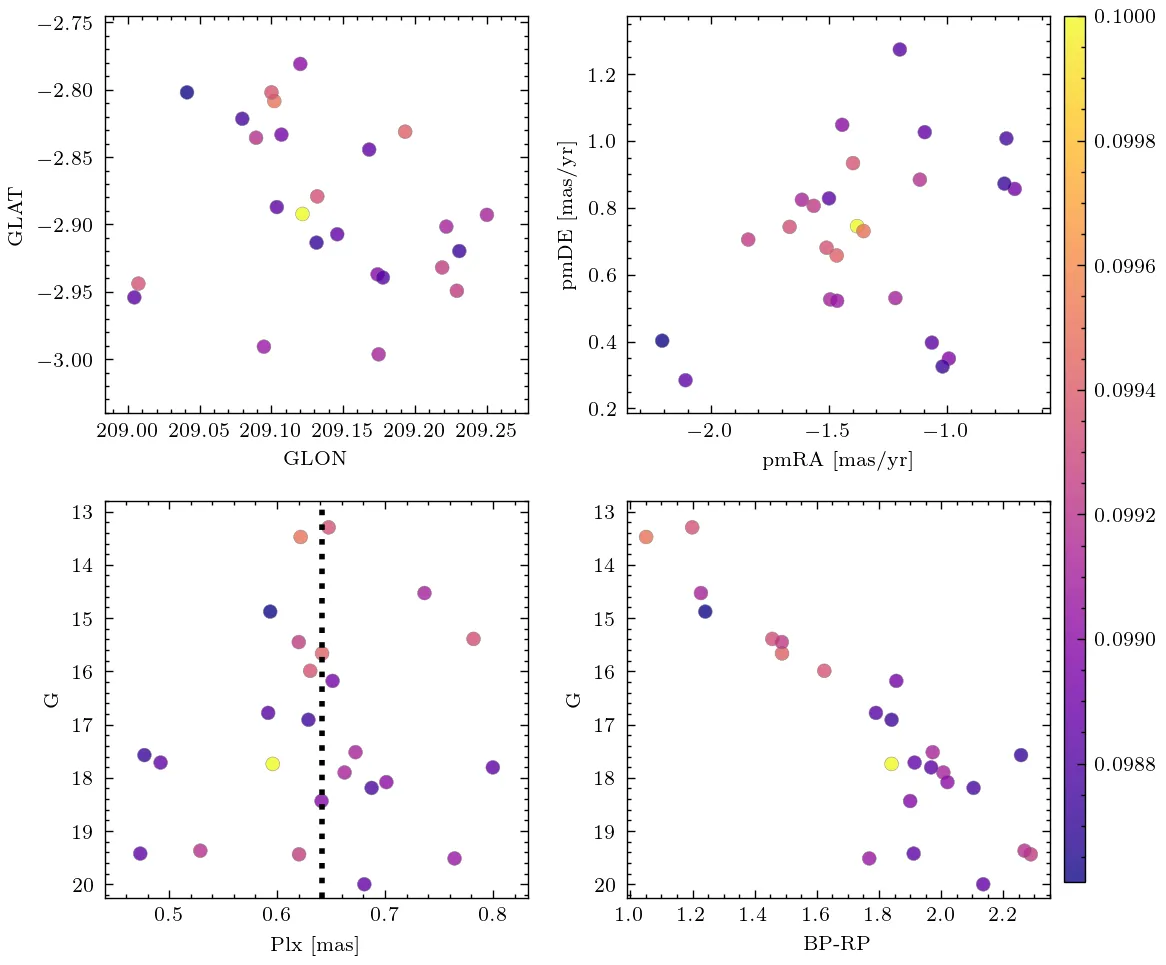 −2.75
−2.80
−2.85
−2.90
−2.95
−3.00
GLAT
209.00 209.05 209.10 209.15 209.20 209.25
GLON
1.2
1.0
0.8
0.6
0.4
0.2
pmDE [mas/yr]
−2.0 −1.5 −1.0
pmRA [mas/yr]
0.1000
0.0998
0.0996
0.0994
0.0992
0.0990
0.0988
13
14
15
16
17
18
19
20
G
0.5 0.6 0.7 0.8
Plx [mas]
13
14
15
16
17
18
19
20
G
1.0 1.2 1.4 1.6 1.8 2.0 2.2
BP-RP